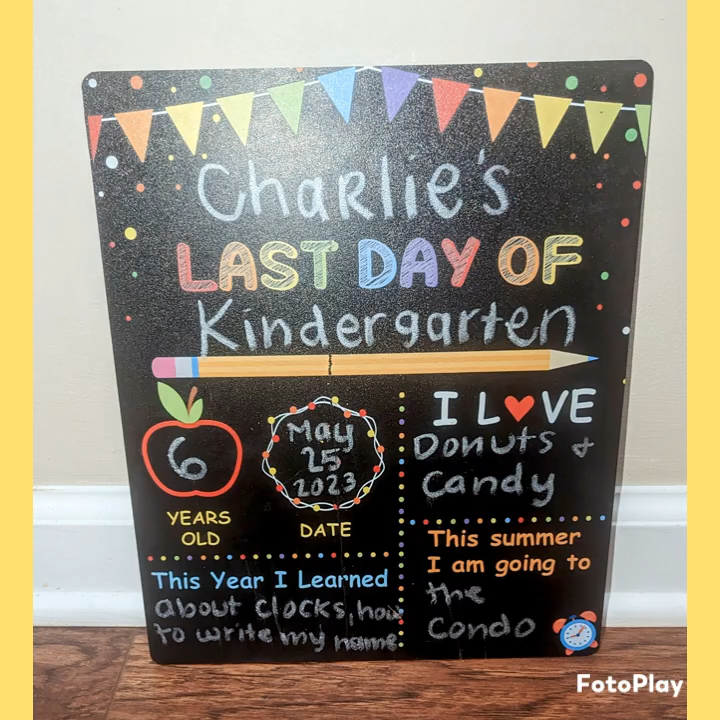 Charlie's
LAST DAY OF
Kindergarten
6
YEARS
OLD
May
25
2023
DATE
I L❤VE
Donuts +
Candy
This Year I Learned
about Clocks, how
to write my name
This summer
I am going to
the
Condo
FotoPlay